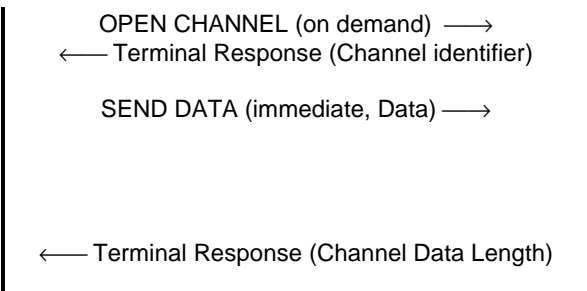 OPEN CHANNEL (on demand) ⟶
⟵ Terminal Response (Channel identifier)
SEND DATA (immediate, Data) ⟶
⟵ Terminal Response (Channel Data Length)